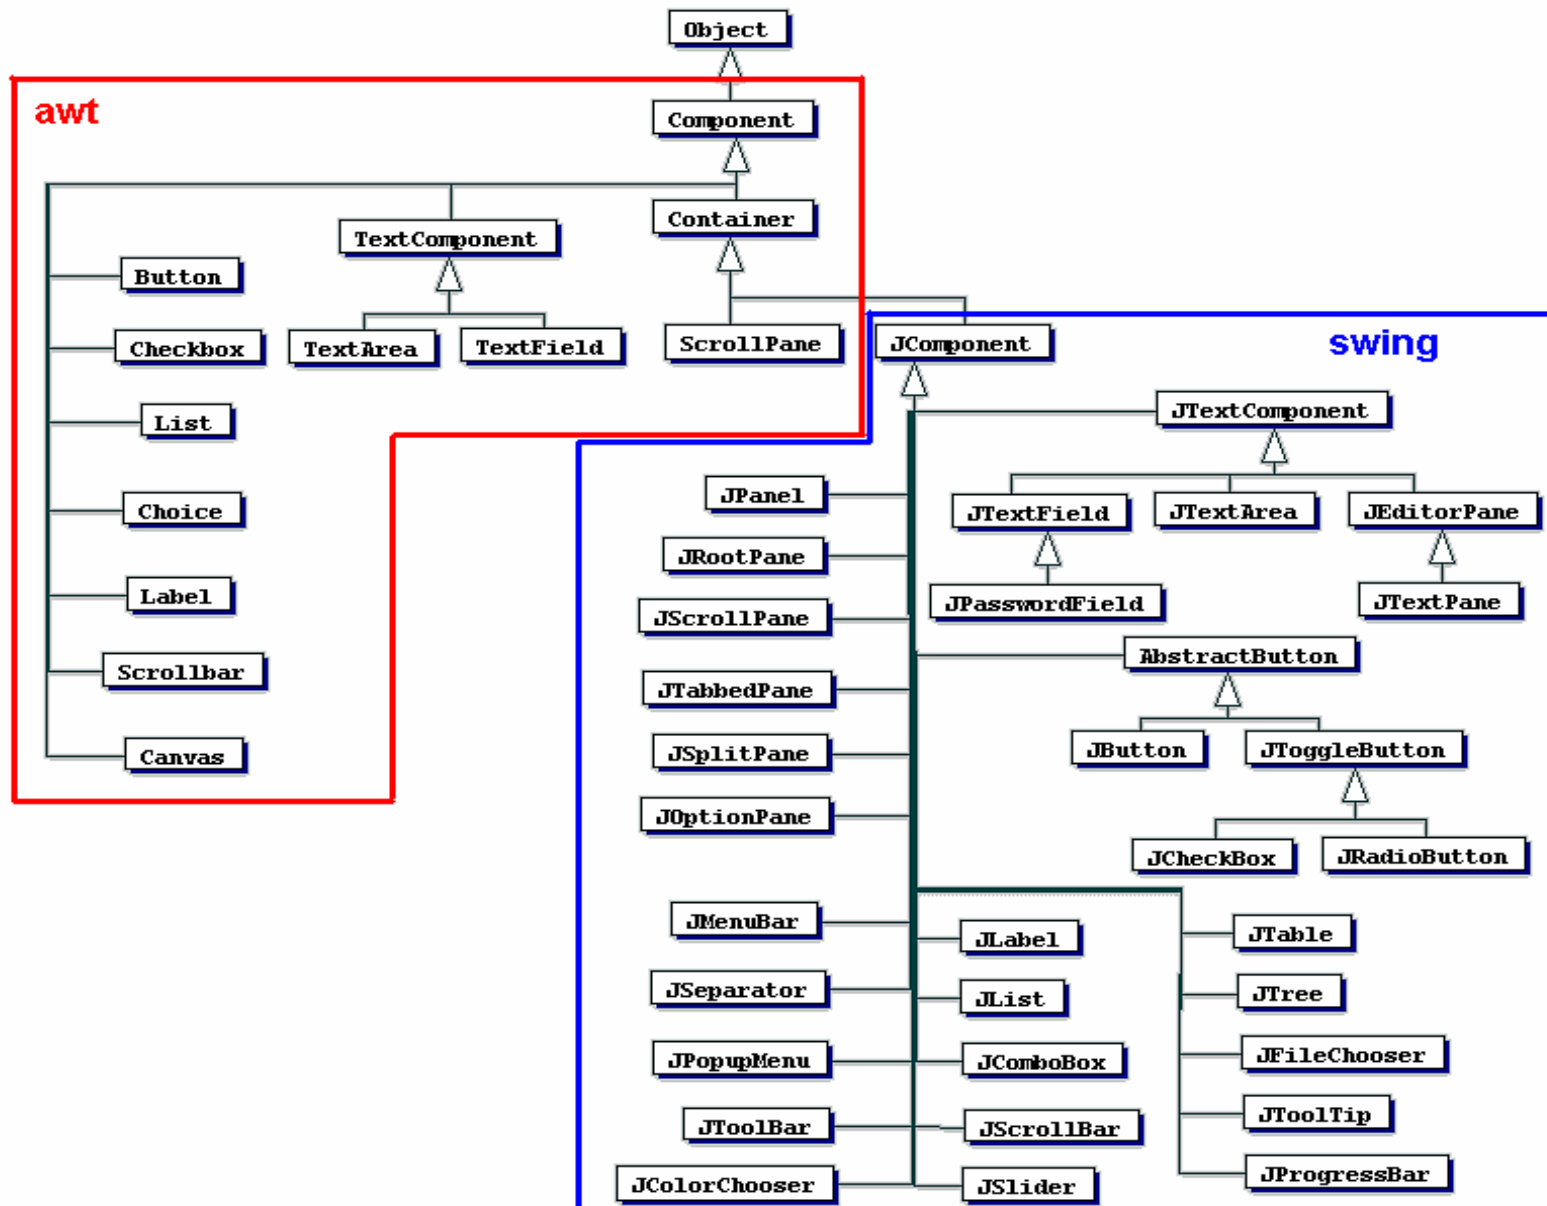 Object
awt
Component
Container
TextComponent
Button
Checkbox
TextArea
TextField
ScrollPane
JComponent
swing
List
JTextComponent
Choice
JPanel
JTextField
JTextArea
JEditorPane
JRootPane
Label
JScrollPane
JPasswordField
JTextPane
Scrollbar
JTabbedPane
AbstractButton
Canvas
JSplitPane
JButton
JToggleButton
JOptionPane
JCheckBox
JRadioButton
JMenuBar
JLabel
JTable
JSeparator
JList
JTree
JPopupMenu
JComboBox
JFileChooser
JToolBar
JScrollBar
JToolTip
JColorChooser
JSlider
JProgressBar